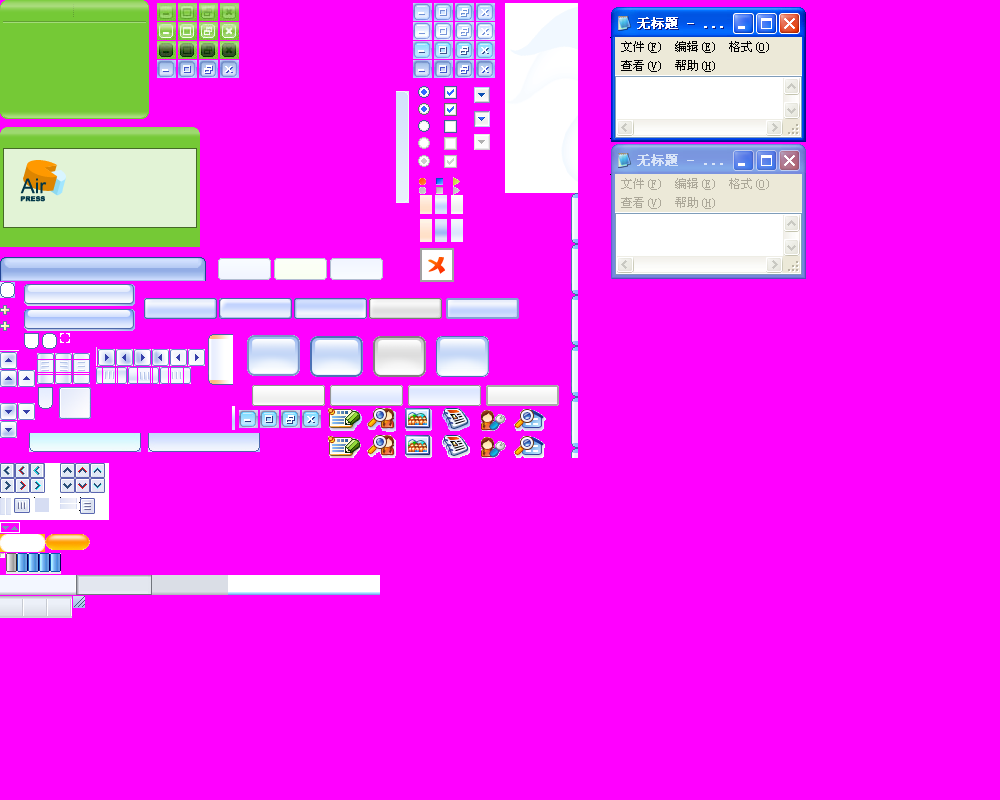 无标题 - ...
文件(F) 编辑(E) 格式(O)
查看(V) 帮助(H)
Air
PRESS
无标题 - ...
文件(F) 编辑(E) 格式(O)
查看(V) 帮助(H)